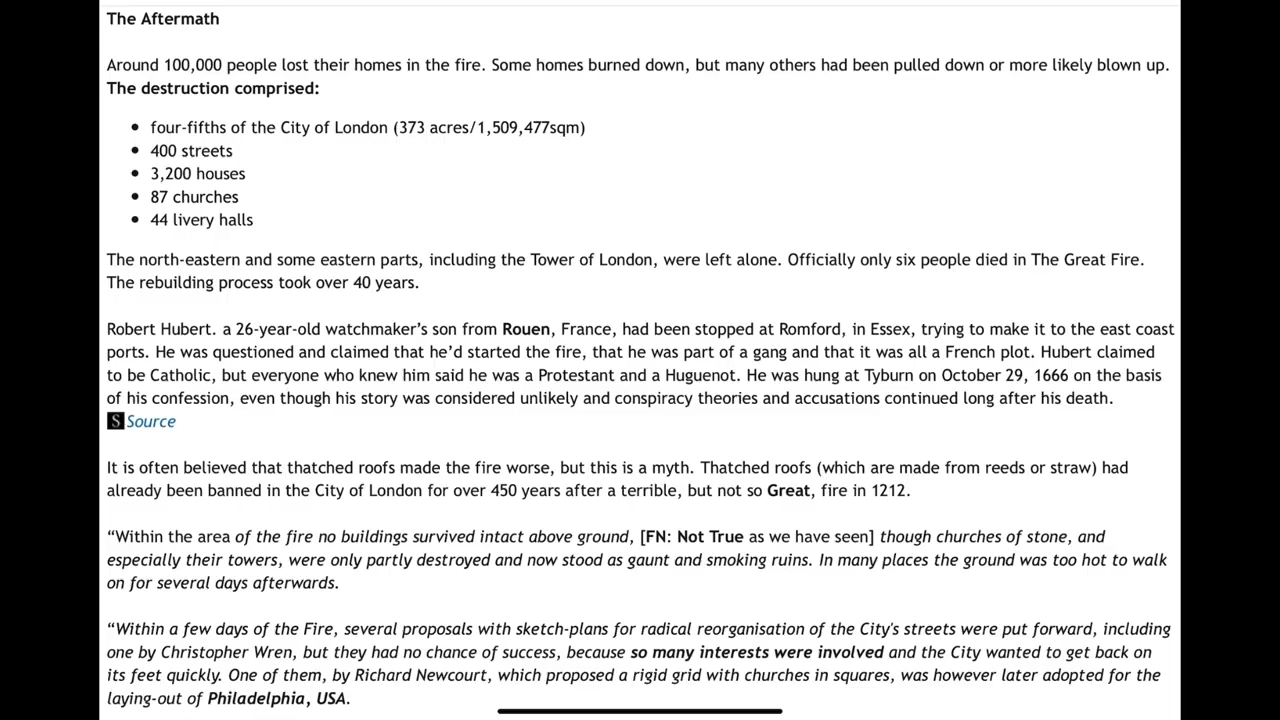 The Aftermath
Around 100,000 people lost their homes in the fire. Some homes burned down, but many others had been pulled down or more likely blown up.
The destruction comprised:
• four-fifths of the City of London (373 acres/1,509,477sqm)
• 400 streets
• 3,200 houses
• 87 churches
• 44 livery halls
The north-eastern and some eastern parts, including the Tower of London, were left alone. Officially only six people died in The Great Fire.
The rebuilding process took over 40 years.
Robert Hubert. a 26-year-old watchmaker’s son from Rouen, France, had been stopped at Romford, in Essex, trying to make it to the east coast
ports. He was questioned and claimed that he’d started the fire, that he was part of a gang and that it was all a French plot. Hubert claimed
to be Catholic, but everyone who knew him said he was a Protestant and a Huguenot. He was hung at Tyburn on October 29, 1666 on the basis
of his confession, even though his story was considered unlikely and conspiracy theories and accusations continued long after his death.
S Source
It is often believed that thatched roofs made the fire worse, but this is a myth. Thatched roofs (which are made from reeds or straw) had
already been banned in the City of London for over 450 years after a terrible, but not so Great, fire in 1212.
“Within the area of the fire no buildings survived intact above ground, [FN: Not True as we have seen] though churches of stone, and
especially their towers, were only partly destroyed and now stood as gaunt and smoking ruins. In many places the ground was too hot to walk
on for several days afterwards.
“Within a few days of the Fire, several proposals with sketch-plans for radical reorganisation of the City's streets were put forward, including
one by Christopher Wren, but they had no chance of success, because so many interests were involved and the City wanted to get back on
its feet quickly. One of them, by Richard Newcourt, which proposed a rigid grid with churches in squares, was however later adopted for the
laying-out of Philadelphia, USA.